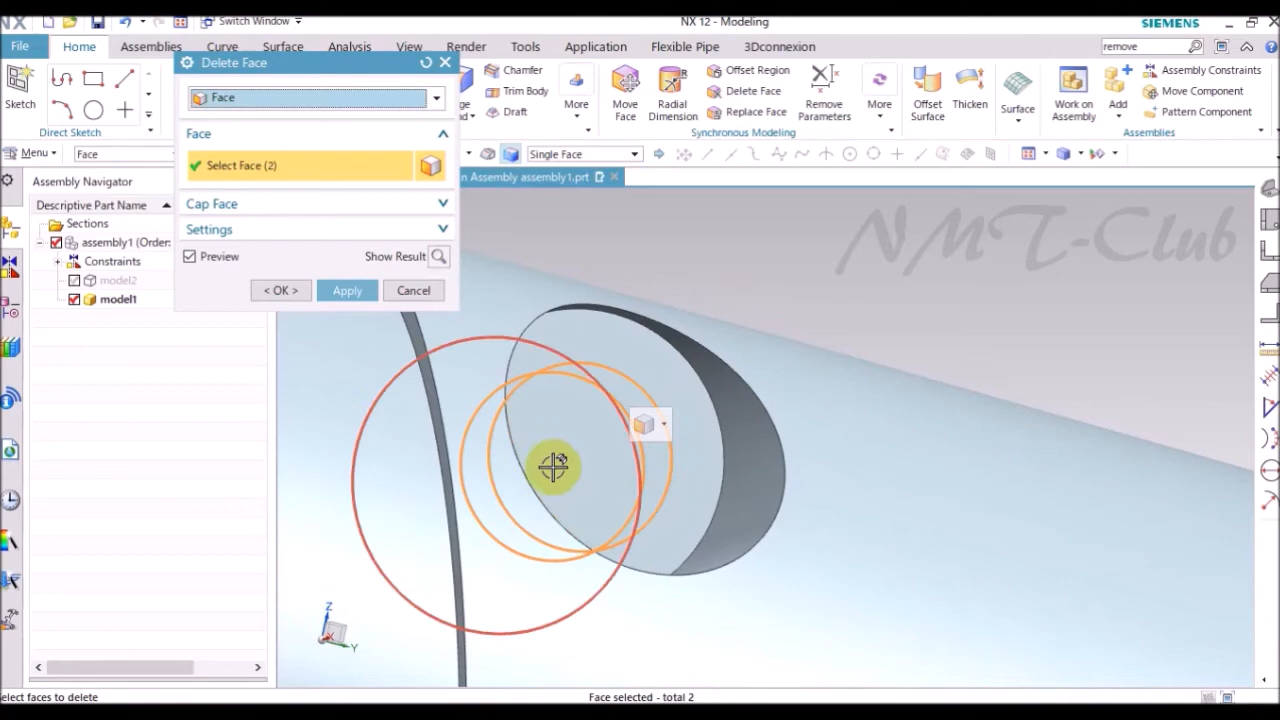 NX
Switch Window
NX 12 - Modeling
SIEMENS
File
Home
Assemblies
Curve
Surface
Analysis
View
Render
Tools
Application
Flexible Pipe
3Dconnexion
remove
Delete Face
Face
Face
Select Face (2)
Cap Face
Settings
Preview
Show Result
< OK >
Apply
Cancel
Sketch
Direct Sketch
Chamfer
Trim Body
Draft
More
Move
Face
Radial
Dimension
Offset Region
Delete Face
Replace Face
Remove
Parameters
More
Synchronous Modeling
Offset
Surface
Thicken
Surface
Work on
Assembly
Add
Assembly Constraints
Move Component
Pattern Component
Assemblies
Menu
Face
Single Face
Assembly Navigator
n Assembly assembly1.prt
Descriptive Part Name
Sections
assembly1 (Order:
Constraints
model2
model1
NMT-Club
Z
X
Y
elect faces to delete
Face selected - total 2